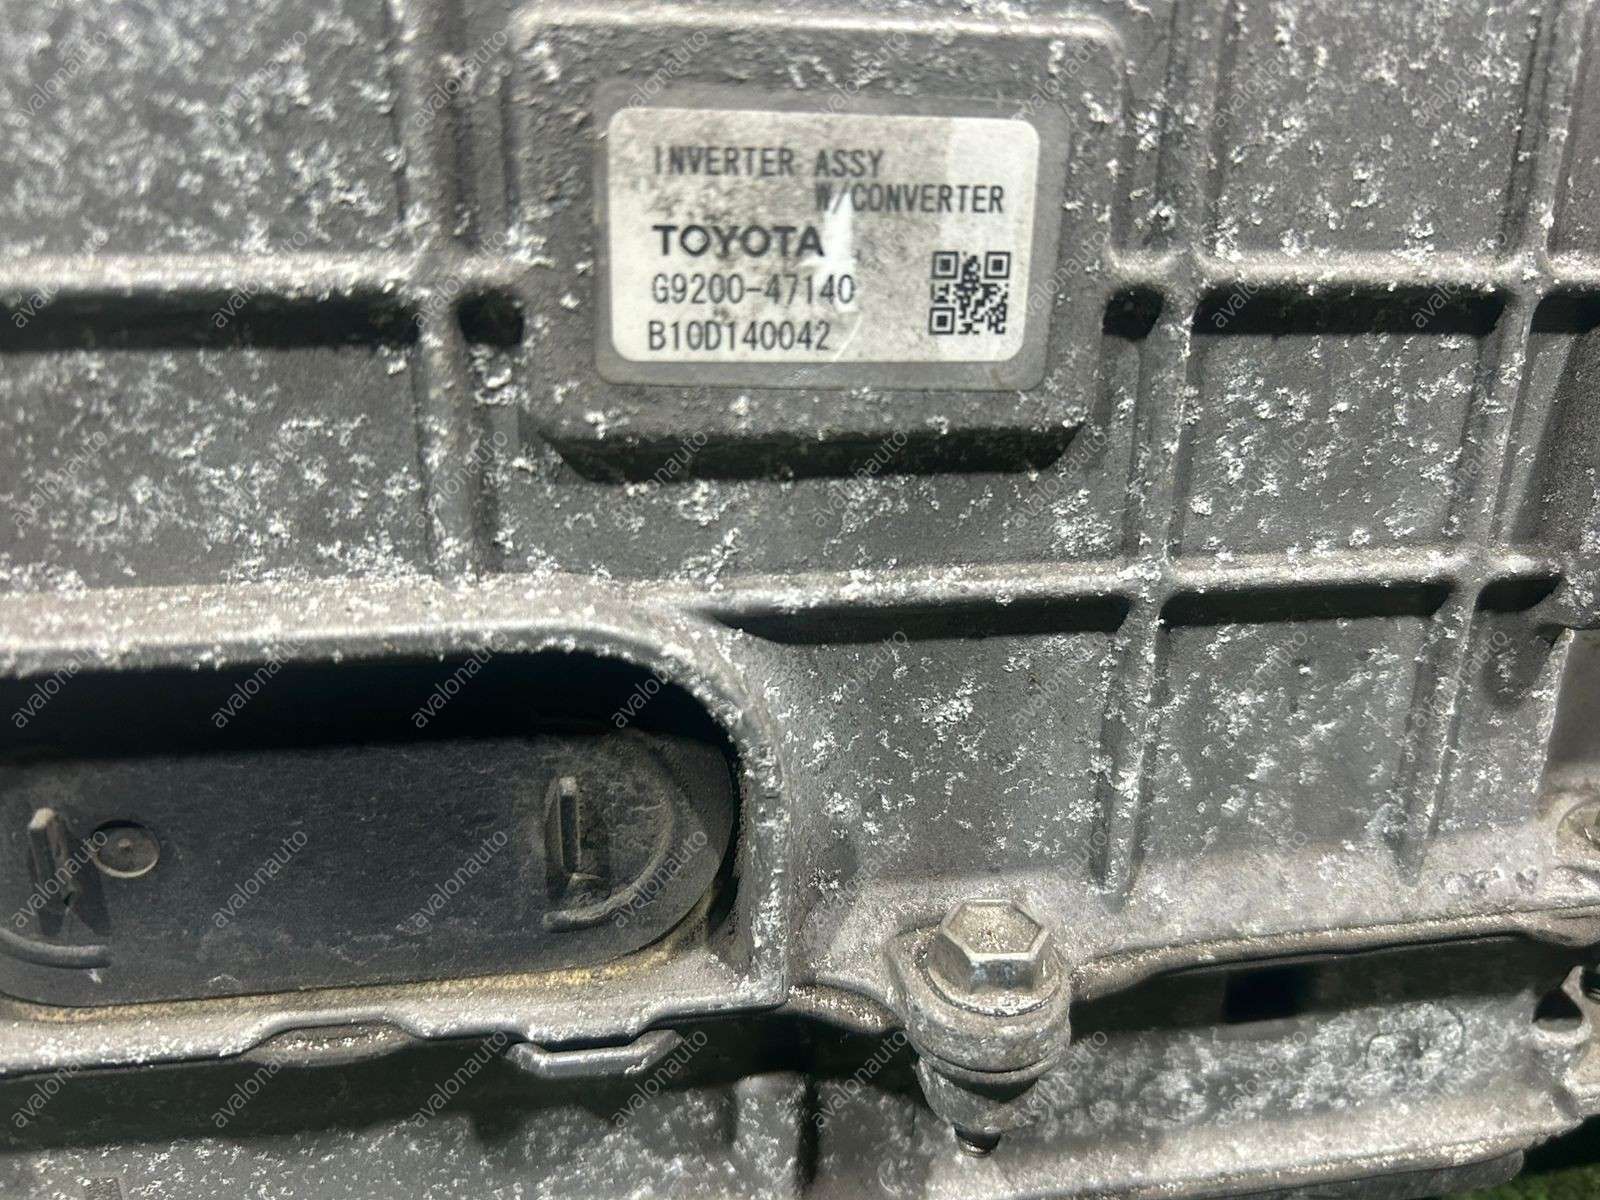 INVERTER ASSY
W/CONVERTER
TOYOTA
G9200-47140
B10D140042
avalonauto